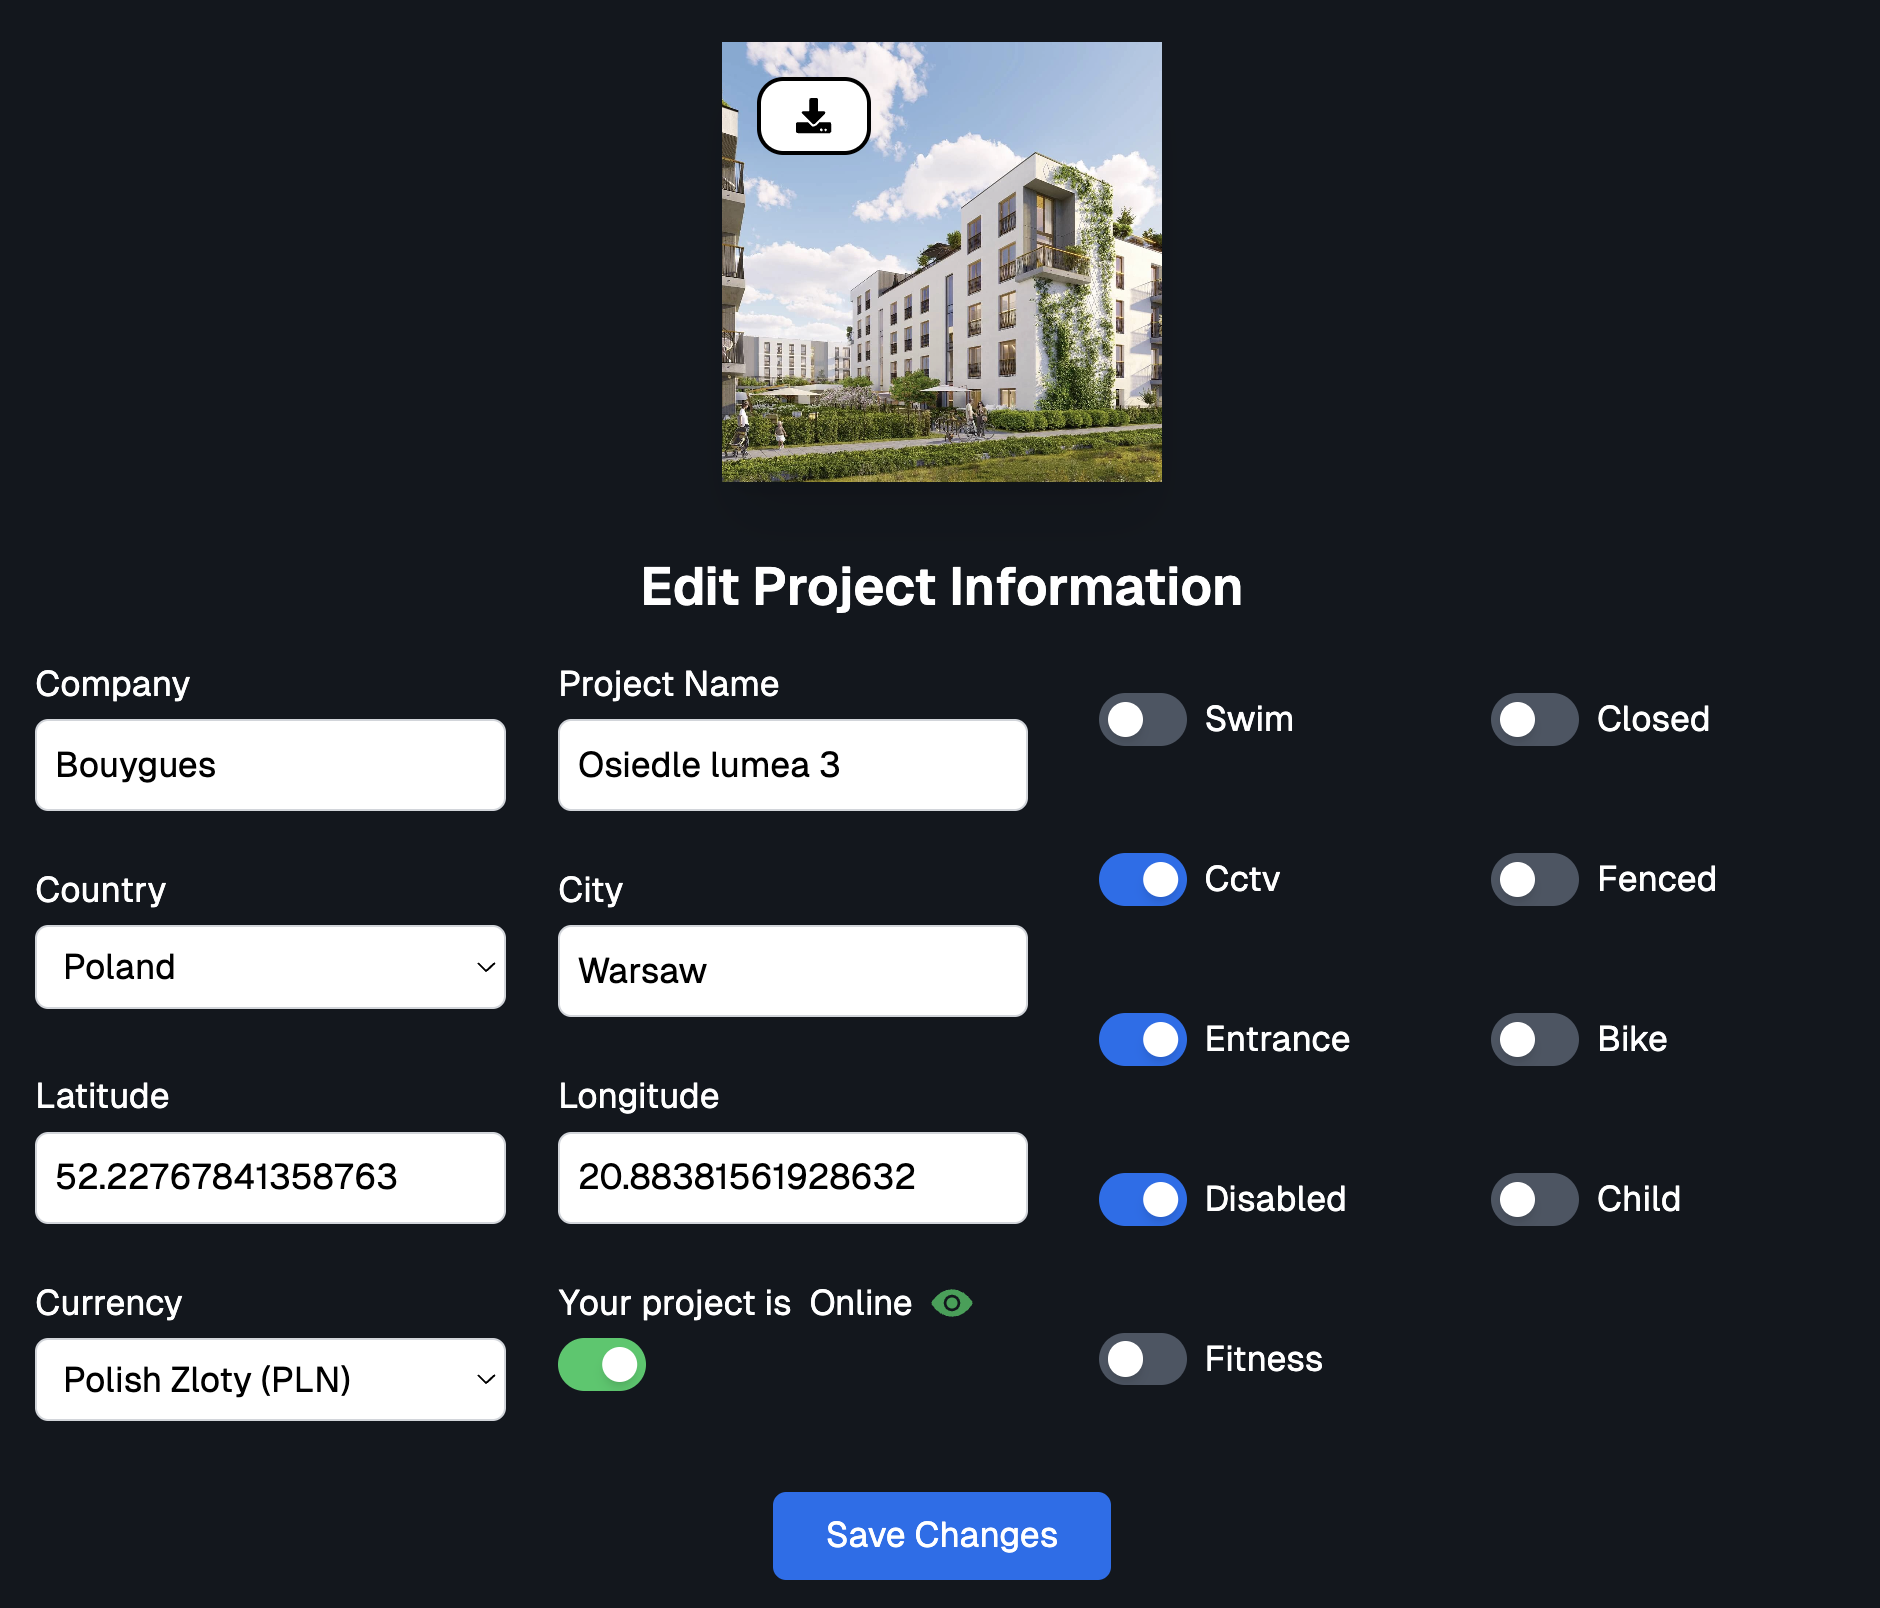 Edit Project Information
Company
Bouygues
Project Name
Osiedle lumea 3
Country
Poland
City
Warsaw
Latitude
52.22767841358763
Longitude
20.88381561928632
Currency
Polish Zloty (PLN)
Your project is Online
Swim
Closed
Cctv
Fenced
Entrance
Bike
Disabled
Child
Fitness
Save Changes